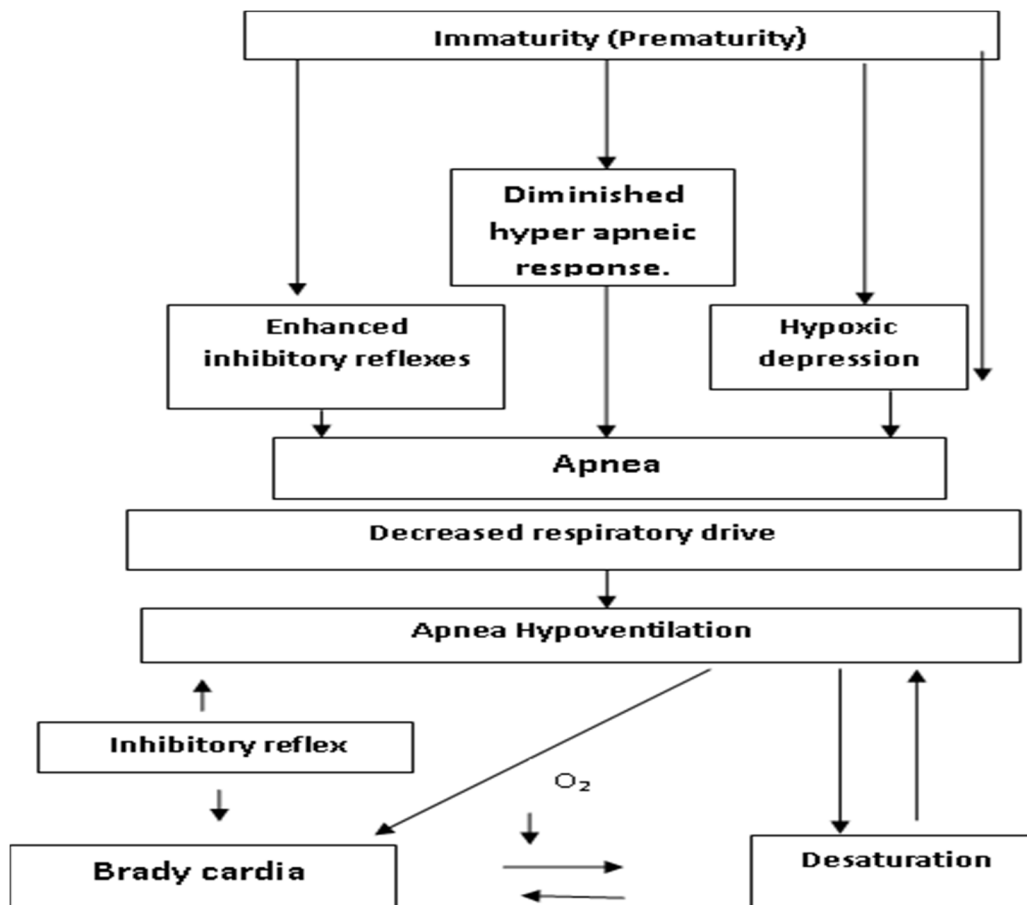 Immaturity (Prematurity)
Diminished
hyper apneic
response.
Enhanced
inhibitory reflexes
Hypoxic
depression
Apnea
Decreased respiratory drive
Apnea Hypoventilation
Inhibitory reflex
O₂
Brady cardia
Desaturation